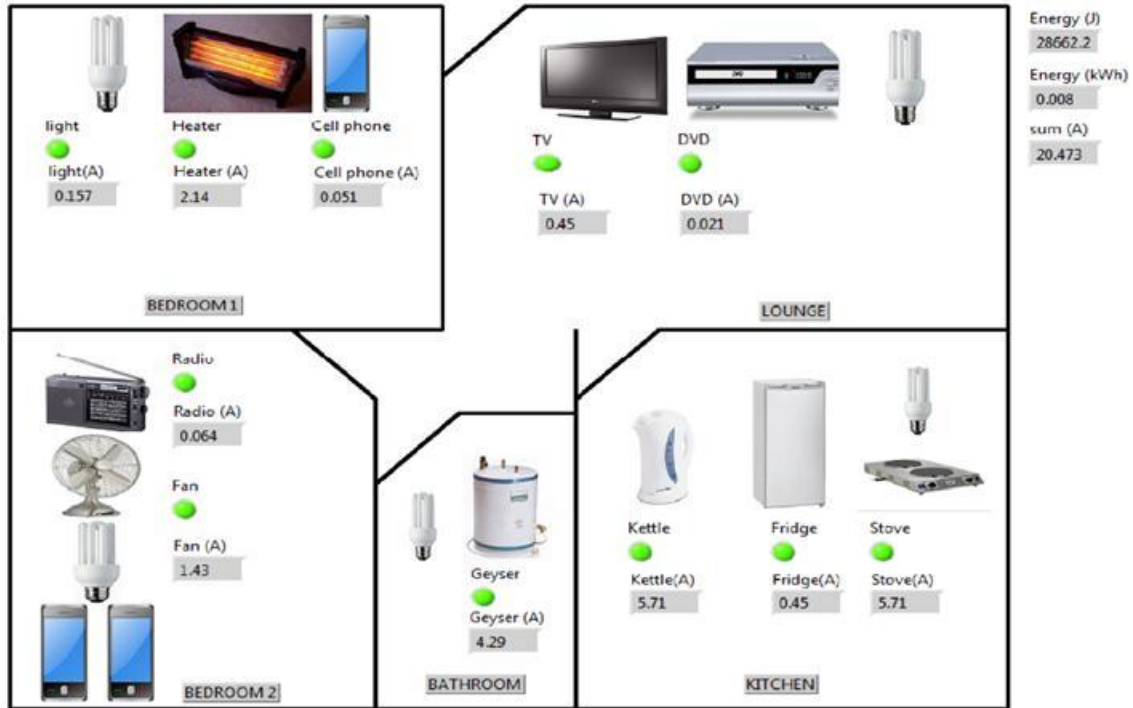 light
Heater
Cell phone
light(A)
Heater (A)
Cell phone (A)
0.157
2.14
0.051
BEDROOM 1
TV
DVD
TV (A)
DVD (A)
0.45
0.021
LOUNGE
Energy (J)
28662.2
Energy (kWh)
0.008
sum (A)
20.473
Radio
Radio (A)
0.064
Fan
Fan (A)
1.43
BEDROOM 2
Geyser
Geyser (A)
4.29
BATHROOM
Kettle
Fridge
Stove
Kettle(A)
Fridge(A)
Stove(A)
5.71
0.45
5.71
KITCHEN